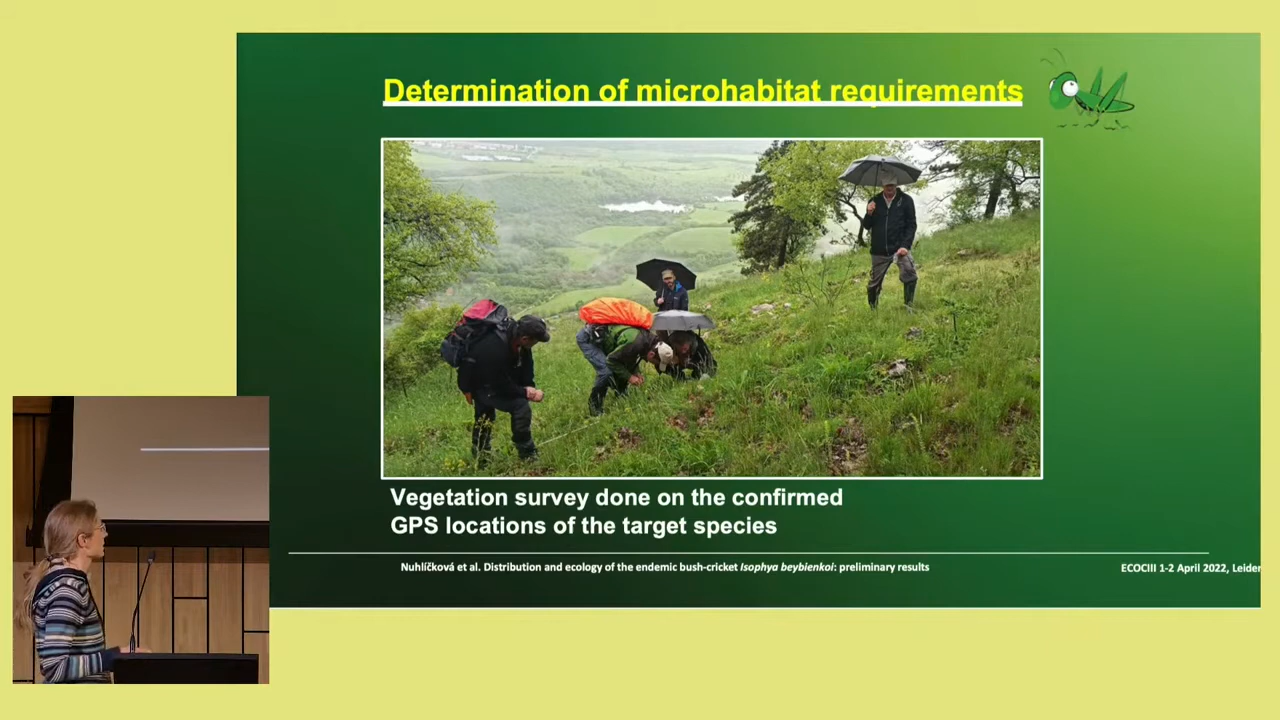 Determination of microhabitat requirements
Vegetation survey done on the confirmed
GPS locations of the target species
Nuhlíčková et al. Distribution and ecology of the endemic bush-cricket Isophya beybienkoi: preliminary results
ECOCIII 1-2 April 2022, Leiden